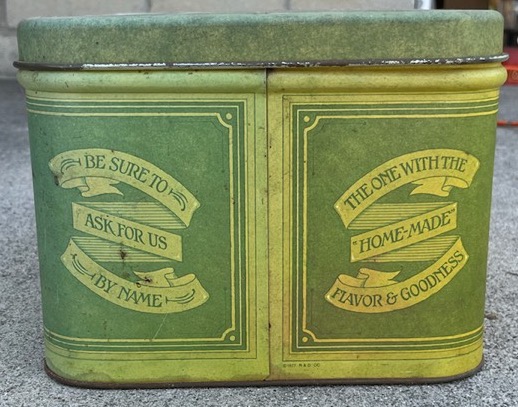 BE SURE TO
ASK FOR US
BY NAME
THE ONE WITH THE
"HOME-MADE"
FLAVOR & GOODNESS